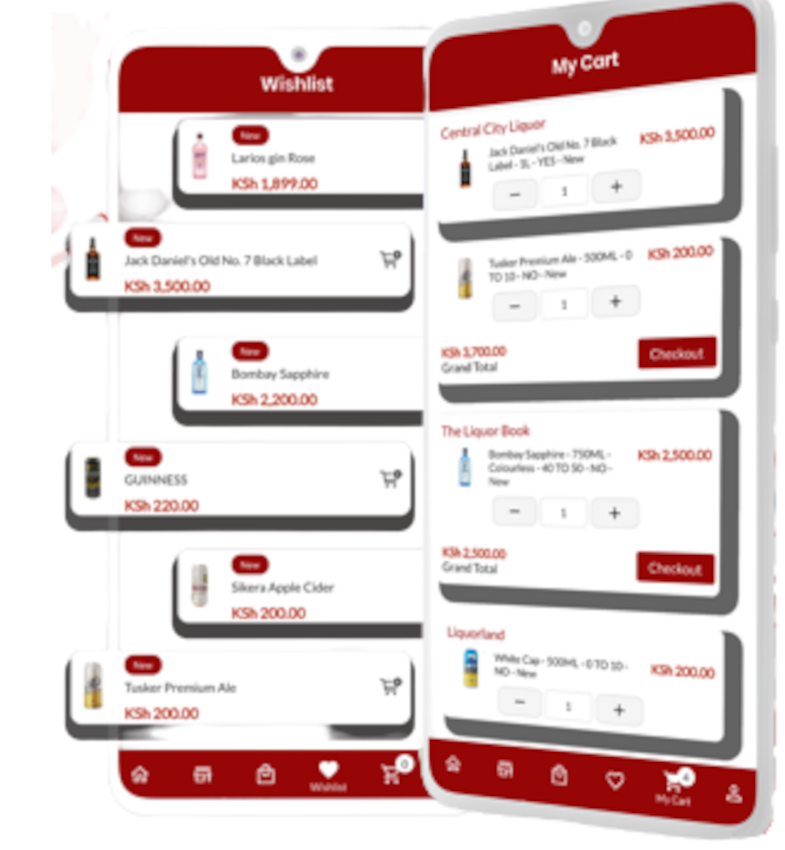 Wishlist
New
Larios gin Rose
KSh 1,899.00
New
Jack Daniel's Old No. 7 Black Label
KSh 3,500.00
New
Bombay Sapphire
KSh 2,200.00
New
GUINNESS
KSh 220.00
New
Sikera Apple Cider
KSh 200.00
New
Tusker Premium Ale
KSh 200.00
Wishlist
0
My Cart
Central City Liquor
Jack Daniel's Old No. 7 Black
Label - 1L - YES - New
KSh 3,500.00
− 1 +
Tusker Premium Ale - 500ML - 0
TO 10 - NO - New
KSh 200.00
− 1 +
KSh 3,700.00
Grand Total
Checkout
The Liquor Book
Bombay Sapphire - 750ML -
Colourless - 40 TO 50 - NO -
New
KSh 2,500.00
− 1 +
KSh 2,500.00
Grand Total
Checkout
Liquorland
White Cap - 500ML - 0 TO 10 -
NO - New
KSh 200.00
− 1 +
4
My Cart